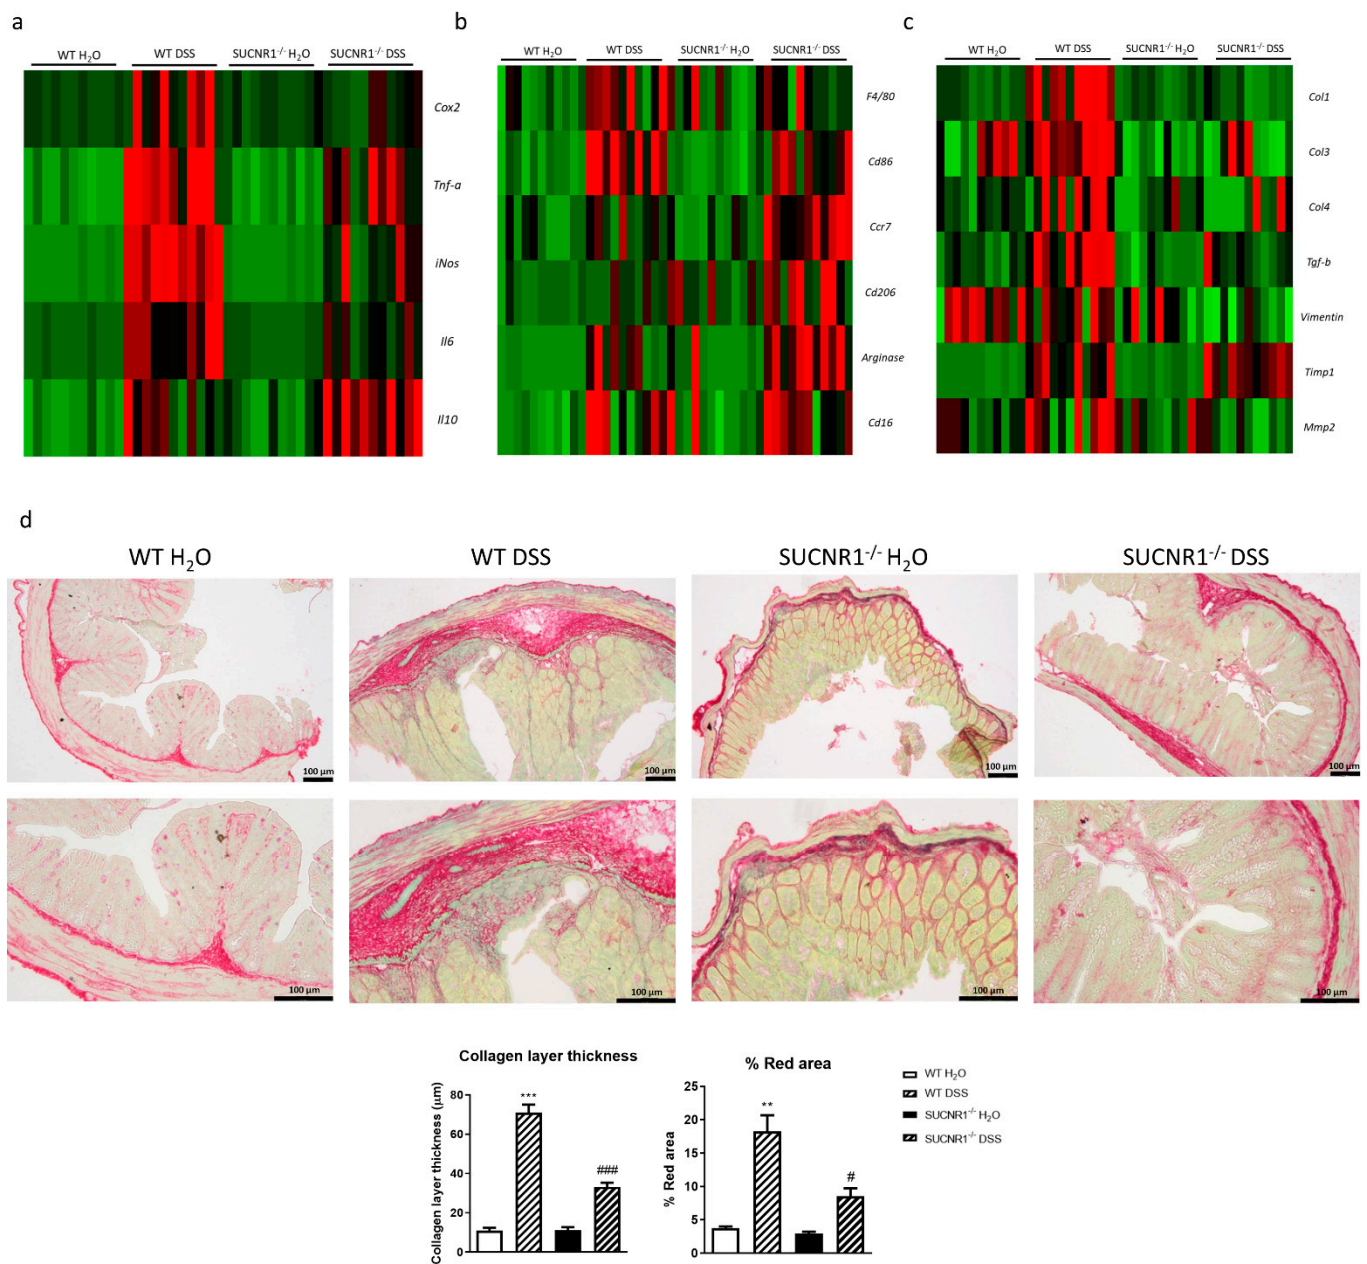 a
WT H₂O WT DSS SUCNR1⁻/⁻ H₂O SUCNR1⁻/⁻ DSS
Cox2
Tnf-a
iNos
Il6
Il10
b
WT H₂O WT DSS SUCNR1⁻/⁻ H₂O SUCNR1⁻/⁻ DSS
F4/80
Cd86
Ccr7
Cd206
Arginase
Cd16
c
WT H₂O WT DSS SUCNR1⁻/⁻ H₂O SUCNR1⁻/⁻ DSS
Col1
Col3
Col4
Tgf-b
Vimentin
Timp1
Mmp2
d
WT H₂O WT DSS SUCNR1⁻/⁻ H₂O SUCNR1⁻/⁻ DSS
100 µm 100 µm 100 µm 100 µm
100 µm 100 µm 100 µm 100 µm
Collagen layer thickness
Collagen layer thickness (µm)
80
60
40
20
0
***
###
% Red area
% Red area
25
20
15
10
5
0
**
#
WT H₂O
WT DSS
SUCNR1⁻/⁻ H₂O
SUCNR1⁻/⁻ DSS